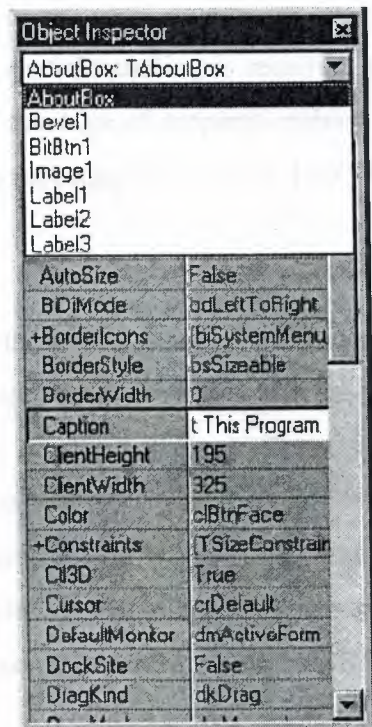 Object Inspector
AboutBox: TAboutBox
AboutBox
Bevel1
BitBtn1
Image1
Label1
Label2
Label3
AutoSize False
BiDiMode bdLeftToRight
+BorderIcons [biSystemMenu
BorderStyle bsSizeable
BorderWidth 0
Caption t This Program.
ClientHeight 195
ClientWidth 325
Color clBtnFace
+Constraints (TSizeConstrain
Ctl3D True
Cursor crDefault
DefaultMonitor dmActiveForm
DockSite False
DragKind dkDrag